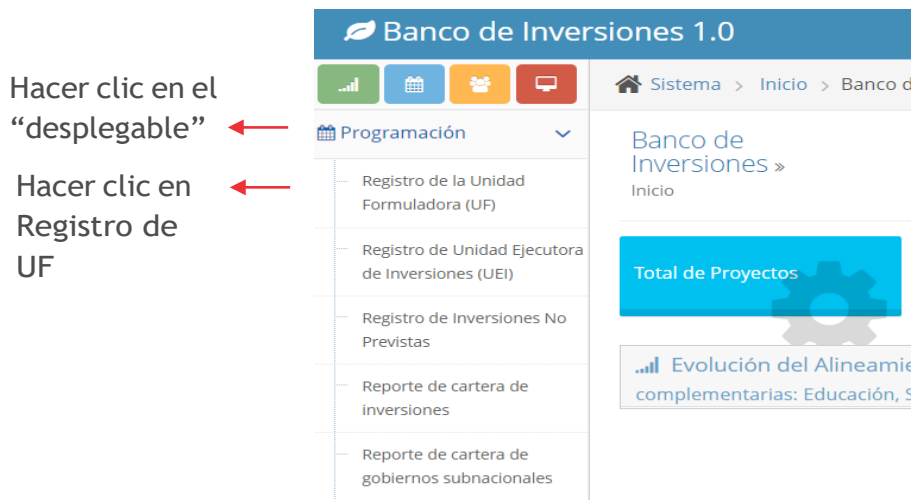 Hacer clic en el
“desplegable”
Hacer clic en
Registro de
UF
Banco de Inversiones 1.0
Programación
Registro de la Unidad
Formuladora (UF)
Registro de Unidad Ejecutora
de Inversiones (UEI)
Registro de Inversiones No
Previstas
Reporte de cartera de
inversiones
Reporte de cartera de
gobiernos subnacionales
Sistema > Inicio > Banco d
Banco de
Inversiones »
Inicio
Total de Proyectos
Evolución del Alineamie
complementarias: Educación, S